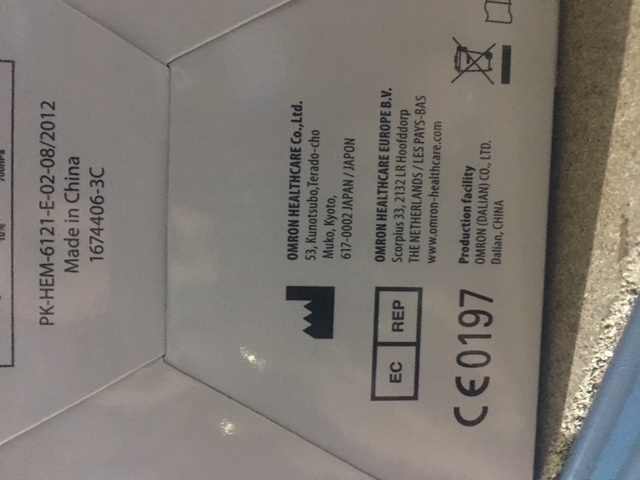 PK-HEM-6121-E-02-08/2012
Made in China
1674406-3C
OMRON HEALTHCARE Co.,Ltd.
53, Kunotsubo,Terado-cho
Muko, Kyoto,
617-0002 JAPAN / JAPON
EC REP
OMRON HEALTHCARE EUROPE B.V.
Scorpius 33, 2132 LR Hoofddorp
THE NETHERLANDS / LES PAYS-BAS
www.omron-healthcare.com
CE0197
Production facility
OMRON (DALIAN) CO., LTD.
Dalian, CHINA